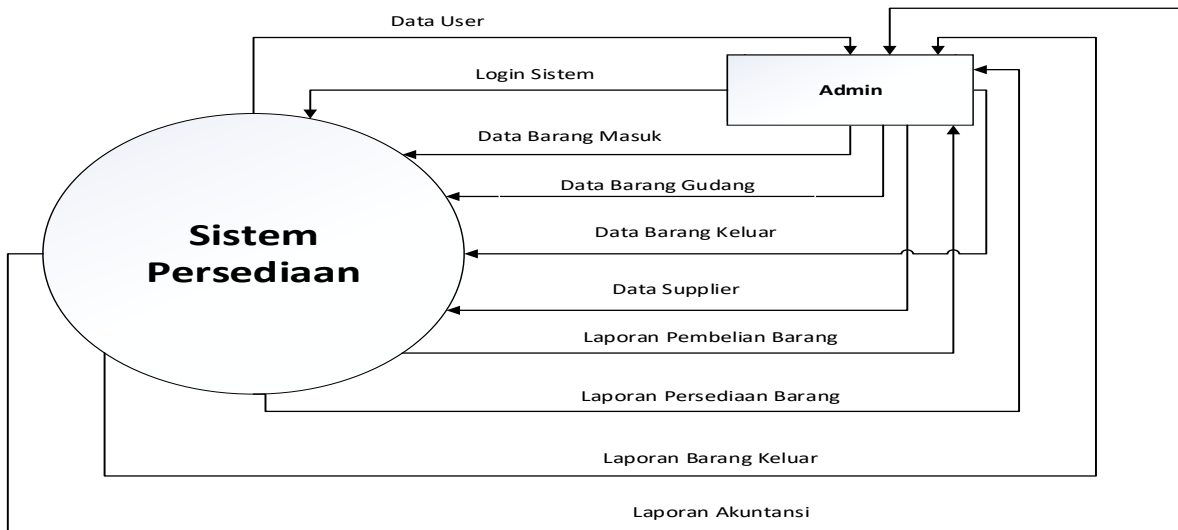 Data User
Login Sistem
Admin
Data Barang Masuk
Data Barang Gudang
Sistem
Persediaan
Data Barang Keluar
Data Supplier
Laporan Pembelian Barang
Laporan Persediaan Barang
Laporan Barang Keluar
Laporan Akuntansi